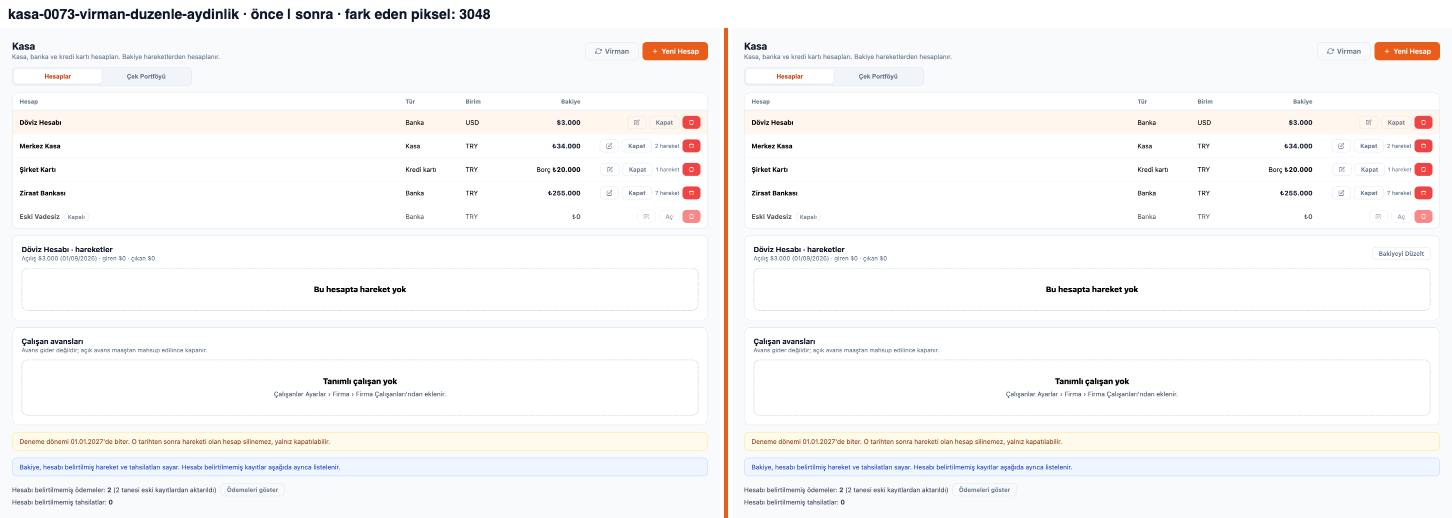 kasa-0073-virman-duzenle-aydinlik · önce | sonra · fark eden piksel: 3048
Kasa
Kasa, banka ve kredi kartı hesapları. Bakiye hareketlerden hesaplanır.
Virman
+ Yeni Hesap
Hesaplar
Çek Portföyü
Hesap Tür Birim Bakiye
Döviz Hesabı Banka USD $3.000 Kapat
Merkez Kasa Kasa TRY ₺34.000 Kapat 2 hareket
Şirket Kartı Kredi kartı TRY Borç ₺20.000 Kapat 1 hareket
Ziraat Bankası Banka TRY ₺255.000 Kapat 7 hareket
Eski Vadesiz Kapalı Banka TRY ₺0 Aç
Döviz Hesabı · hareketler
Açılış $3.000 (01/09/2026) · giren $0 · çıkan $0
Bu hesapta hareket yok
Çalışan avansları
Avans gider değildir; açık avans maaştan mahsup edilince kapanır.
Tanımlı çalışan yok
Çalışanlar Ayarlar › Firma › Firma Çalışanları'ndan eklenir.
Deneme dönemi 01.01.2027'de biter. O tarihten sonra hareketi olan hesap silinemez, yalnız kapatılabilir.
Bakiye, hesabı belirtilmiş hareket ve tahsilatları sayar. Hesabı belirtilmemiş kayıtlar aşağıda ayrıca listelenir.
Hesabı belirtilmemiş ödemeler: 2 (2 tanesi eski kayıtlardan aktarıldı) Ödemeleri göster
Hesabı belirtilmemiş tahsilatlar: 0
Kasa
Kasa, banka ve kredi kartı hesapları. Bakiye hareketlerden hesaplanır.
Virman
+ Yeni Hesap
Hesaplar
Çek Portföyü
Hesap Tür Birim Bakiye
Döviz Hesabı Banka USD $3.000 Kapat
Merkez Kasa Kasa TRY ₺34.000 Kapat 2 hareket
Şirket Kartı Kredi kartı TRY Borç ₺20.000 Kapat 1 hareket
Ziraat Bankası Banka TRY ₺255.000 Kapat 7 hareket
Eski Vadesiz Kapalı Banka TRY ₺0 Aç
Döviz Hesabı · hareketler
Açılış $3.000 (01/09/2026) · giren $0 · çıkan $0
Bakiyeyi Düzelt
Bu hesapta hareket yok
Çalışan avansları
Avans gider değildir; açık avans maaştan mahsup edilince kapanır.
Tanımlı çalışan yok
Çalışanlar Ayarlar › Firma › Firma Çalışanları'ndan eklenir.
Deneme dönemi 01.01.2027'de biter. O tarihten sonra hareketi olan hesap silinemez, yalnız kapatılabilir.
Bakiye, hesabı belirtilmiş hareket ve tahsilatları sayar. Hesabı belirtilmemiş kayıtlar aşağıda ayrıca listelenir.
Hesabı belirtilmemiş ödemeler: 2 (2 tanesi eski kayıtlardan aktarıldı) Ödemeleri göster
Hesabı belirtilmemiş tahsilatlar: 0